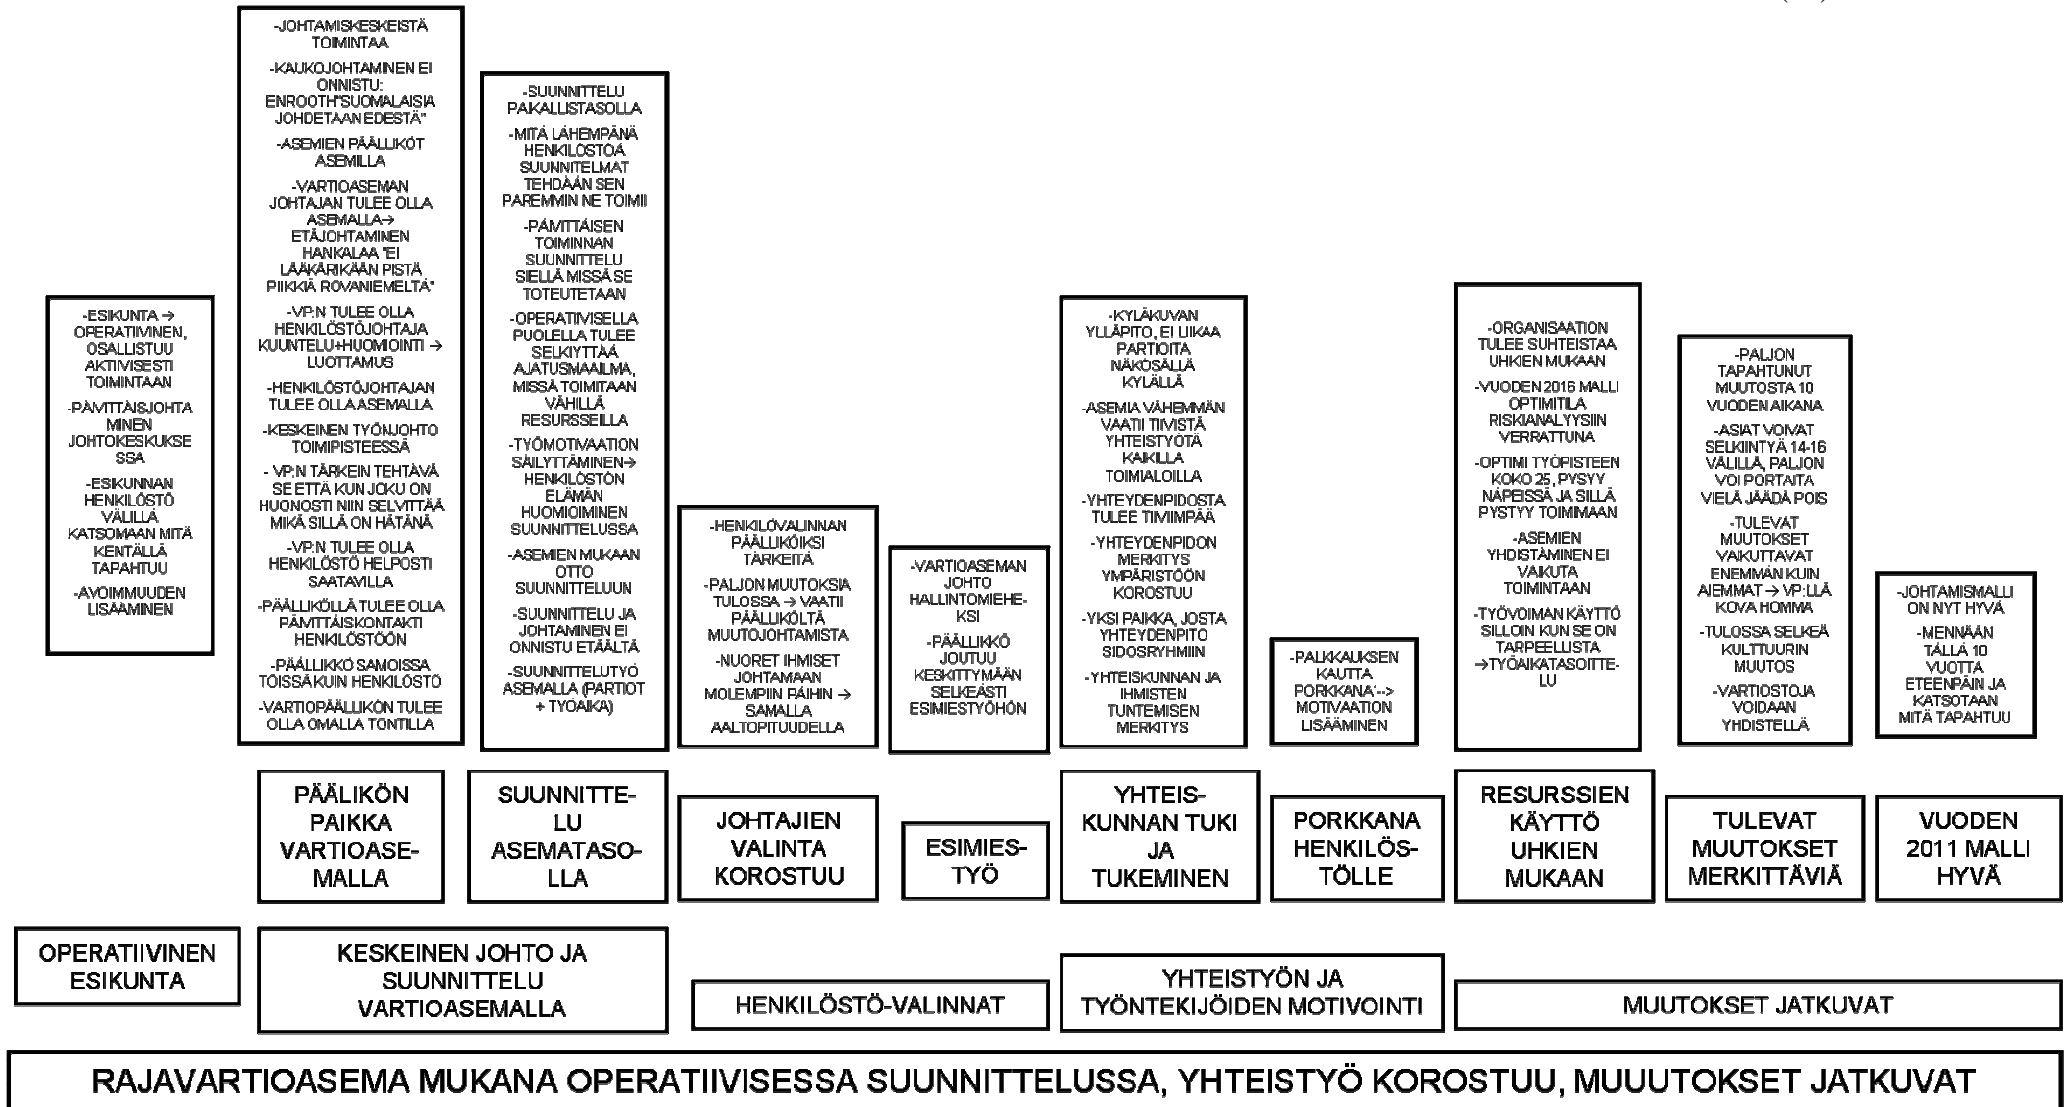 -JOHTAMISKESKEISTÄ
TOIMINTAA
-KAUKOJOHTAMINEN EI
ONNISTU:
ENROOTH"SUOMALAISIA
JOHDETAAN EDESTÄ"
-ASEMIEN PÄÄLLIKÖT
ASEMILLA
-VARTIOASEMAN
JOHTAJAN TULEE OLLA
ASEMALLA→
ETÄJOHTAMINEN
HANKALAA "EI
LÄÄKÄRIKÄÄN PISTÄ
PIIKKIÄ ROVANIEMELTÄ"
-VP:N TULEE OLLA
HENKILÖSTÖJOHTAJA
KUUNTELU+HUOMIOINTI →
LUOTTAMUS
-HENKILÖSTÖJOHTAJAN
TULEE OLLA ASEMALLA
-KESKEINEN TYÖNJOHTO
TOIMIPISTEESSÄ
- VP:N TÄRKEIN TEHTÄVÄ
SE ETTÄ KUN JOKU ON
HUONOSTI NIIN SELVITTÄÄ
MIKÄ SILLÄ ON HÄTÄNÄ
-VP:N TULEE OLLA
HENKILÖSTÖ HELPOSTI
SAATAVILLA
-PÄÄLLIKÖLLÄ TULEE OLLA
PÄIVITTÄISKONTAKTI
HENKILÖSTÖÖN
-PÄÄLLIKKÖ SAMOISSA
TÖISSÄ KUIN HENKILÖSTÖ
-VARTIOPÄÄLLIKÖN TULEE
OLLA OMALLA TONTILLA
-SUUNNITTELU
PAIKALLISTASOLLA
-MITÄ LÄHEMPÄNÄ
HENKILÖSTÖÄ
SUUNNITELMAT
TEHDÄÄN SEN
PAREMMIN NE TOIMII
-PÄIVITTÄISEN
TOIMINNAN
SUUNNITTELU
SIELLÄ MISSÄ SE
TOTEUTETAAN
-OPERATIIVISELLA
PUOLELLA TULEE
SELKIYTTÄÄ
AJATUSMAAILMA,
MISSÄ TOIMITAAN
VÄHILLÄ
RESURSSEILLA
-TYÖMOTIVAATION
SÄILYTTÄMINEN→
HENKILÖSTÖN
ELÄMÄN
HUOMIOIMINEN
SUUNNITTELUSSA
-ASEMIEN MUKAAN
OTTO
SUUNNITTELUUN
-SUUNNITTELU JA
JOHTAMINEN EI
ONNISTU ETÄÄLTÄ
-SUUNNITTELUTYÖ
ASEMALLA (PARTIOT
+ TYÖAIKA)
-ESIKUNTA →
OPERATIIVINEN,
OSALLISTUU
AKTIIVISESTI
TOIMINTAAN
-PÄIVITTÄISJOHTA
MINEN
JOHTOKESKUKSE
SSA
-ESIKUNNAN
HENKILÖSTÖ
VÄLILLÄ
KATSOMAAN MITÄ
KENTÄLLÄ
TAPAHTUU
-AVOIMMUUDEN
LISÄÄMINEN
-HENKILÖVALINNAN
PÄÄLLIKÖIKSI
TÄRKEITÄ
-PALJON MUUTOKSIA
TULOSSA → VAATII
PÄÄLLIKÖLTÄ
MUUTOJOHTAMISTA
-NUORET IHMISET
JOHTAMAAN
MOLEMPIIN PÄIHIN →
SAMALLA
AALTOPITUUDELLA
-VARTIOASEMAN
JOHTO
HALLINTOMIEHE-
KSI
-PÄÄLLIKKÖ
JOUTUU
KESKITTYMÄÄN
SELKEÄSTI
ESIMIESTYÖHÖN
-KYLÄKUVAN
YLLÄPITO, EI LIIKAA
PARTIOITA
NÄKÖSÄLLÄ
KYLÄLLÄ
-ASEMIA VÄHEMMÄN
VAATII TIIVISTÄ
YHTEISTYÖTÄ
KAIKILLA
TOIMIALOILLA
-YHTEYDENPIDOSTA
TULEE TIIVIIMPÄÄ
-YHTEYDENPIDON
MERKITYS
YMPÄRISTÖÖN
KOROSTUU
-YKSI PAIKKA, JOSTA
YHTEYDENPITO
SIDOSRYHMIIN
-YHTEISKUNNAN JA
IHMISTEN
TUNTEMISEN
MERKITYS
-PALKKAUKSEN
KAUTTA
PORKKANA'-->
MOTIVAATION
LISÄÄMINEN
-ORGANISAATION
TULEE SUHTEISTAA
UHKIEN MUKAAN
-VUODEN 2016 MALLI
OPTIMITILA
RISKIANALYYSIIN
VERRATTUNA
-OPTIMI TYÖPISTEEN
KOKO 25, PYSYY
NÄPEISSÄ JA SILLÄ
PYSTYY TOIMIMAAN
-ASEMIEN
YHDISTÄMINEN EI
VAIKUTA
TOIMINTAAN
-TYÖVOIMAN KÄYTTÖ
SILLOIN KUN SE ON
TARPEELLISTA
→TYÖAIKATASOITTE-
LU
-PALJON
TAPAHTUNUT
MUUTOSTA 10
VUODEN AIKANA
-ASIAT VOIVAT
SELKIINTYÄ 14-16
VÄLILLÄ, PALJON
VOI PORTAITA
VIELÄ JÄÄDÄ POIS
-TULEVAT
MUUTOKSET
VAIKUTTAVAT
ENEMMÄN KUIN
AIEMMAT → VP:LLÄ
KOVA HOMMA
-TULOSSA SELKEÄ
KULTTUURIN
MUUTOS
-VARTIOSTOJA
VOIDAAN
YHDISTELLÄ
-JOHTAMISMALLI
ON NYT HYVÄ
-MENNÄÄN
TÄLLÄ 10
VUOTTA
ETEENPÄIN JA
KATSOTAAN
MITÄ TAPAHTUU
PÄÄLIKÖN
PAIKKA
VARTIOASE-
MALLA
SUUNNITTE-
LU
ASEMATASO-
LLA
JOHTAJIEN
VALINTA
KOROSTUU
ESIMIES-
TYÖ
YHTEIS-
KUNNAN TUKI
JA
TUKEMINEN
PORKKANA
HENKILÖS-
TÖLLE
RESURSSIEN
KÄYTTÖ
UHKIEN
MUKAAN
TULEVAT
MUUTOKSET
MERKITTÄVIÄ
VUODEN
2011 MALLI
HYVÄ
OPERATIIVINEN
ESIKUNTA
KESKEINEN JOHTO JA
SUUNNITTELU
VARTIOASEMALLA
HENKILÖSTÖ-VALINNAT
YHTEISTYÖN JA
TYÖNTEKIJÖIDEN MOTIVOINTI
MUUTOKSET JATKUVAT
RAJAVARTIOASEMA MUKANA OPERATIIVISESSA SUUNNITTELUSSA, YHTEISTYÖ KOROSTUU, MUUUTOKSET JATKUVAT